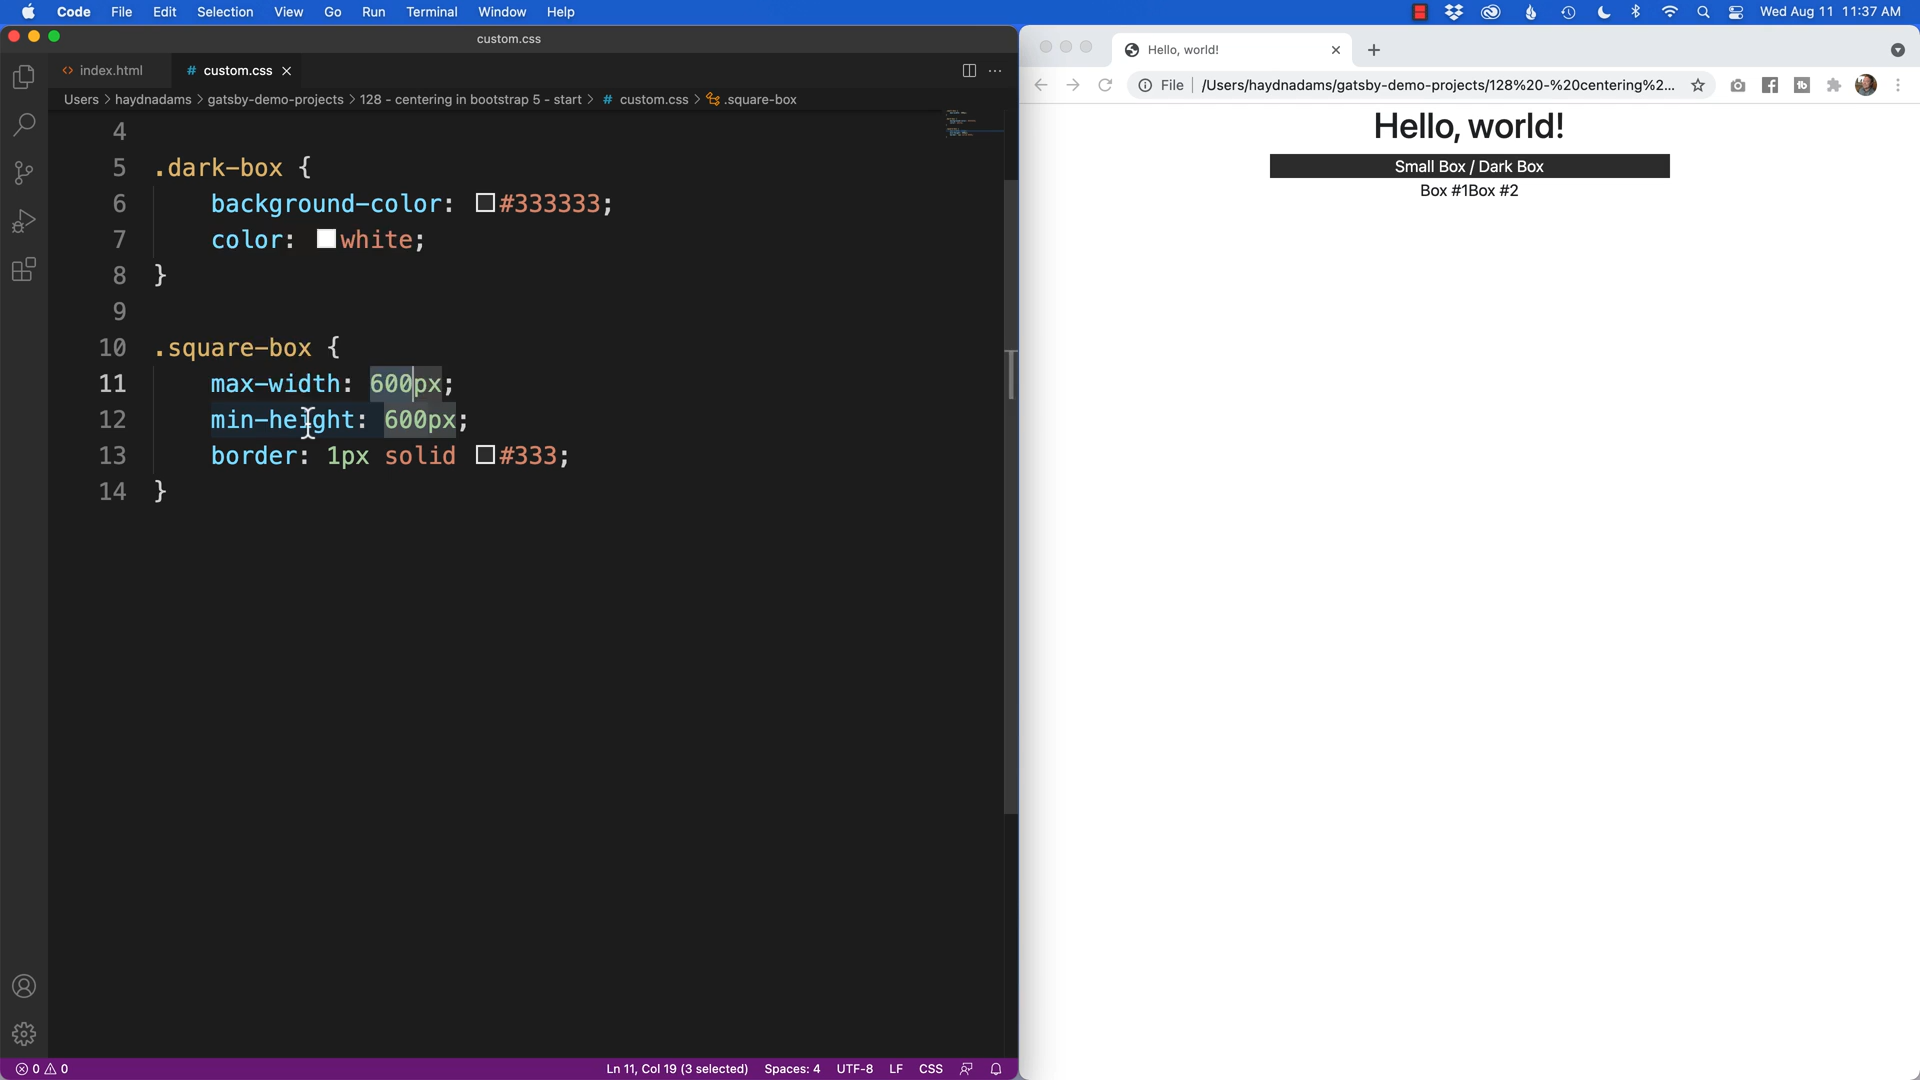 Code File Edit Selection View Go Run Terminal Window Help Wed Aug 11 11:37 AM
custom.css
index.html
# custom.css
Users > haydnadams > gatsby-demo-projects > 128 - centering in bootstrap 5 - start > # custom.css > .square-box
4
5 .dark-box {
6 background-color: #333333;
7 color: white;
8 }
9
10 .square-box {
11 max-width: 600px;
12 min-height: 600px;
13 border: 1px solid #333;
14 }
0 0
Ln 11, Col 19 (3 selected) Spaces: 4 UTF-8 LF CSS
Hello, world!
File /Users/haydnadams/gatsby-demo-projects/128%20-%20centering%2...
Hello, world!
Small Box / Dark Box
Box #1Box #2